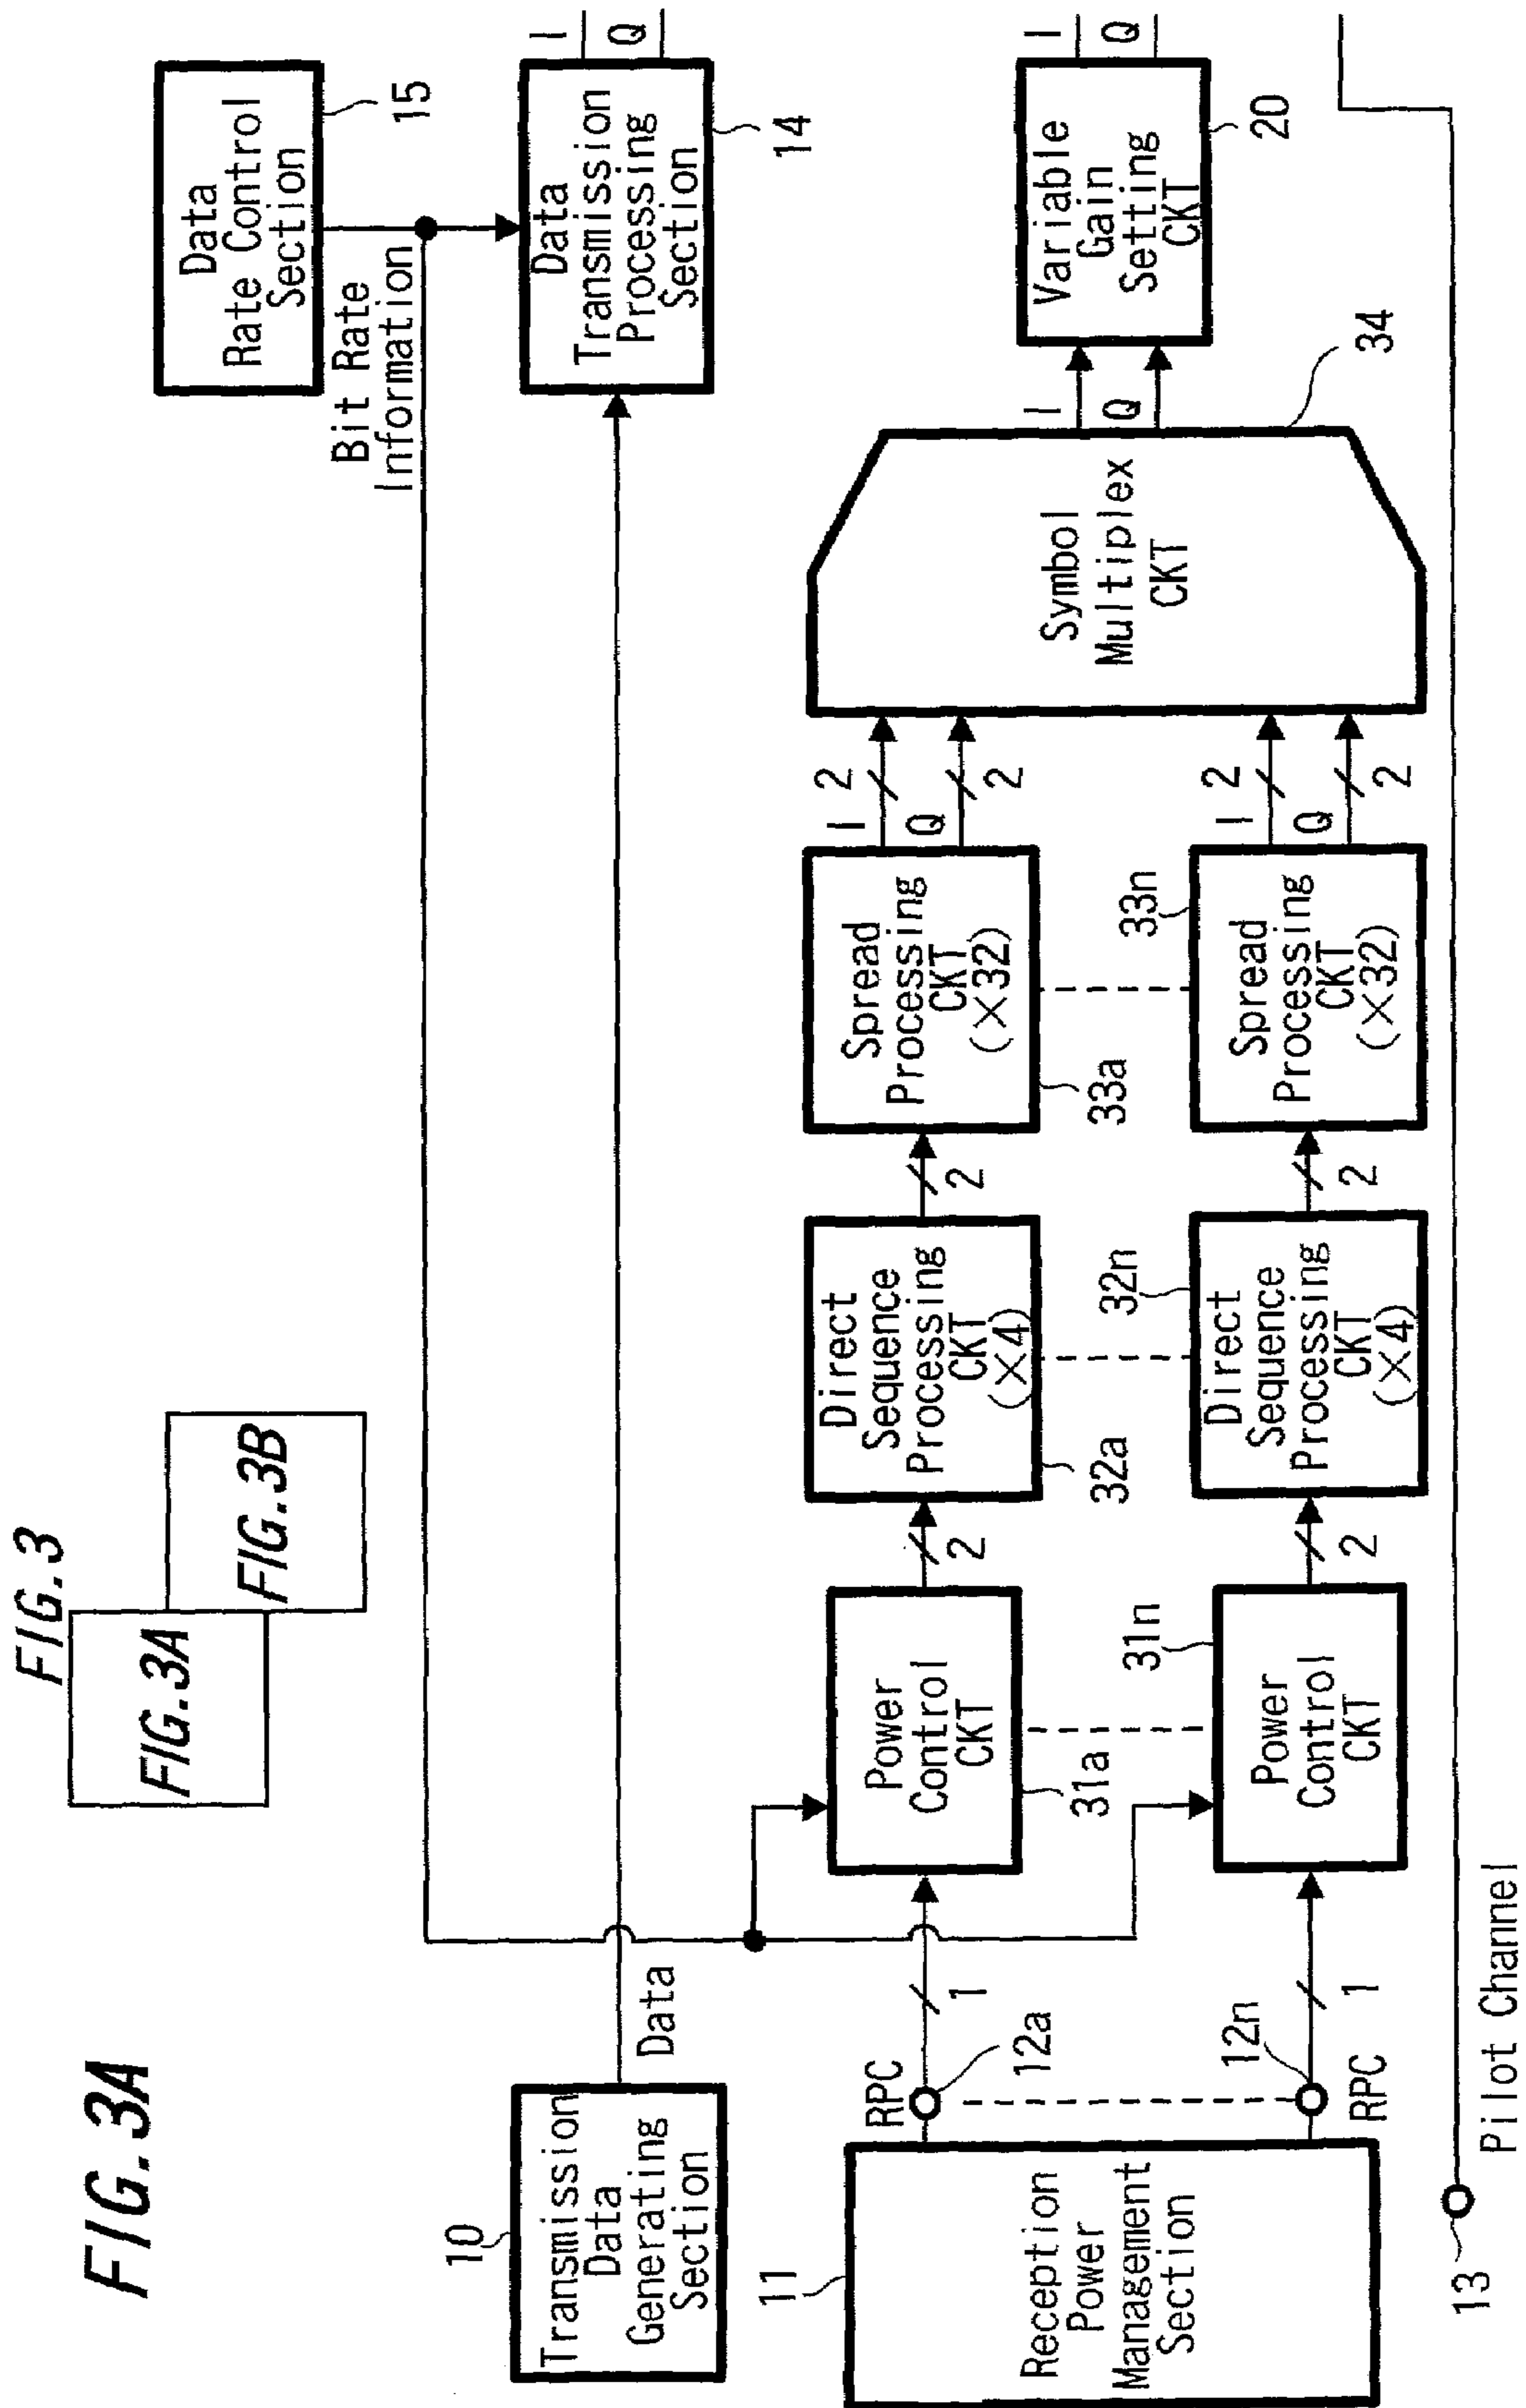 FIG. 3A
FIG. 3
FIG. 3A
FIG. 3B
Data
Rate Control
Section
15
Bit Rate
Information
10
Transmission
Data
Generating
Section
Data
Data
Transmission
Processing
Section
14
I
Q
11
Reception
Power
Management
Section
RPC
12a
1
Power
Control
CKT
31a
2
Direct
Sequence
Processing
CKT
(×4)
32a
2
Spread
Processing
CKT
(×32)
33a
I
2
Q
2
12n
RPC
1
31n
Power
Control
CKT
2
32n
Direct
Sequence
Processing
CKT
(×4)
2
33n
Spread
Processing
CKT
(×32)
I
2
Q
2
Symbol
Multiplex
CKT
34
I
Q
Variable
Gain
Setting
CKT
20
I
Q
13
Pilot Channel